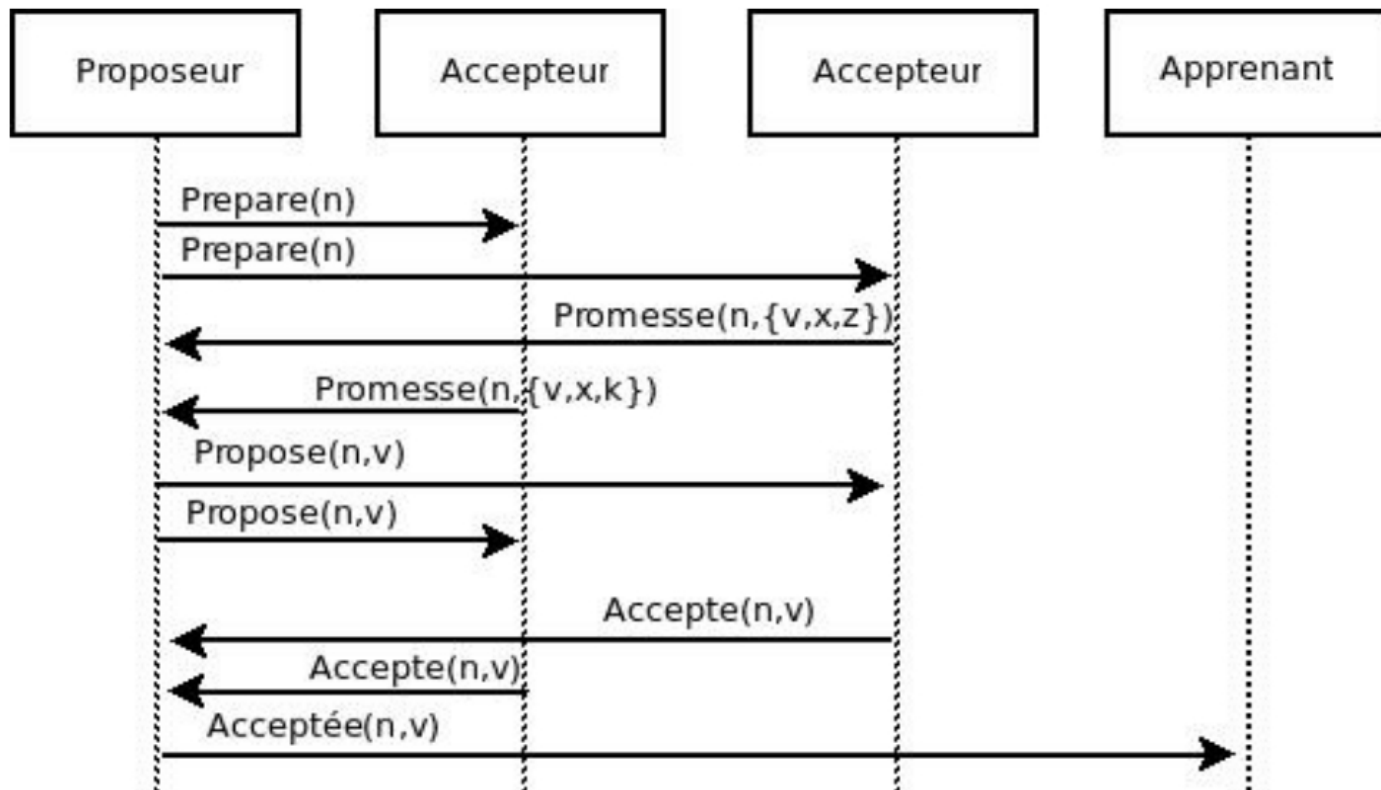 Proposeur
Accepteur
Accepteur
Apprenant
Prepare(n)
Prepare(n)
Promesse(n,{v,x,z})
Promesse(n,{v,x,k})
Propose(n,v)
Propose(n,v)
Accepte(n,v)
Accepte(n,v)
Acceptée(n,v)